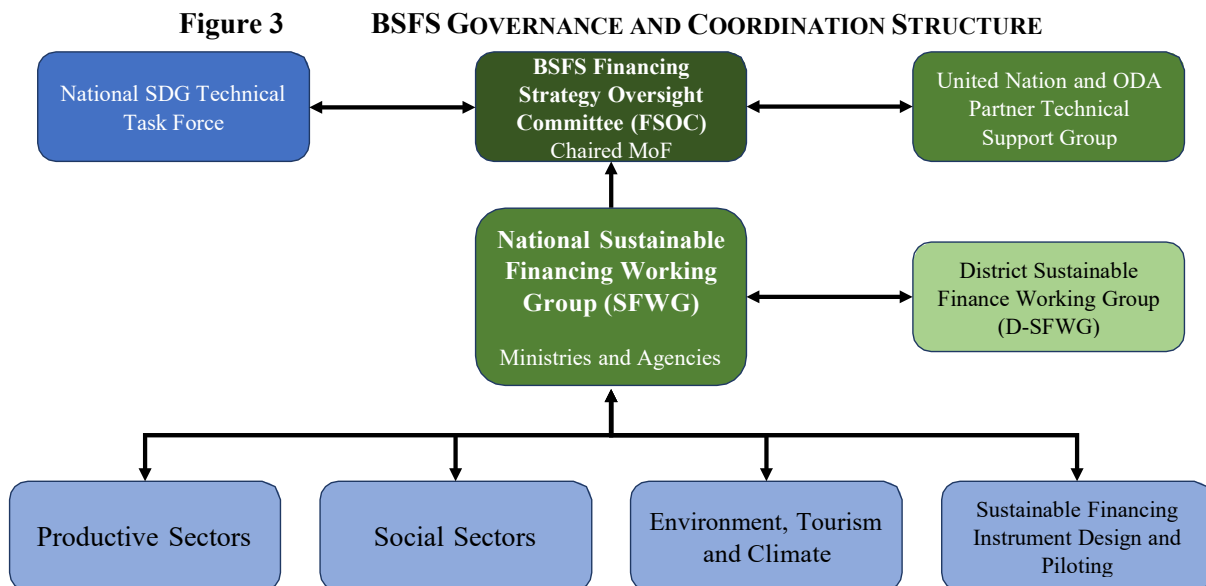 Figure 3 BSFS GOVERNANCE AND COORDINATION STRUCTURE
National SDG Technical
Task Force
BSFS Financing
Strategy Oversight
Committee (FSOC)
Chaired MoF
United Nation and ODA
Partner Technical
Support Group
National Sustainable
Financing Working
Group (SFWG)
Ministries and Agencies
District Sustainable
Finance Working Group
(D-SFWG)
Productive Sectors
Social Sectors
Environment, Tourism
and Climate
Sustainable Financing
Instrument Design and
Piloting